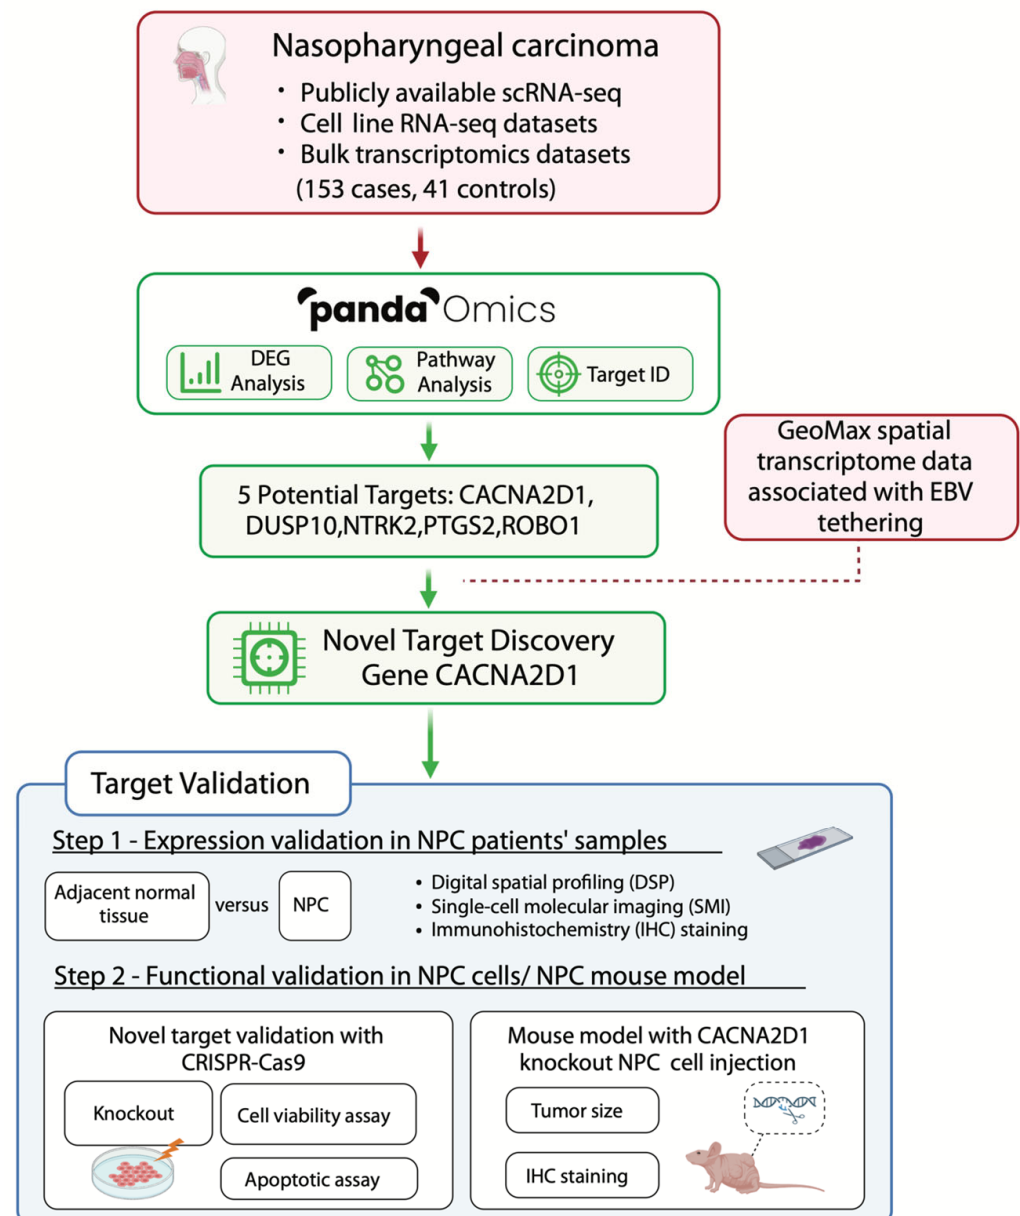 Nasopharyngeal carcinoma
• Publicly available scRNA-seq
• Cell line RNA-seq datasets
• Bulk transcriptomics datasets
(153 cases, 41 controls)
panda Omics
DEG
Analysis
Pathway
Analysis
Target ID
GeoMax spatial
transcriptome data
associated with EBV
tethering
5 Potential Targets: CACNA2D1,
DUSP10,NTRK2,PTGS2,ROBO1
Novel Target Discovery
Gene CACNA2D1
Target Validation
Step 1 - Expression validation in NPC patients' samples
Adjacent normal
tissue
versus
NPC
• Digital spatial profiling (DSP)
• Single-cell molecular imaging (SMI)
• Immunohistochemistry (IHC) staining
Step 2 - Functional validation in NPC cells/ NPC mouse model
Novel target validation with
CRISPR-Cas9
Knockout
Cell viability assay
Apoptotic assay
Mouse model with CACNA2D1
knockout NPC cell injection
Tumor size
IHC staining